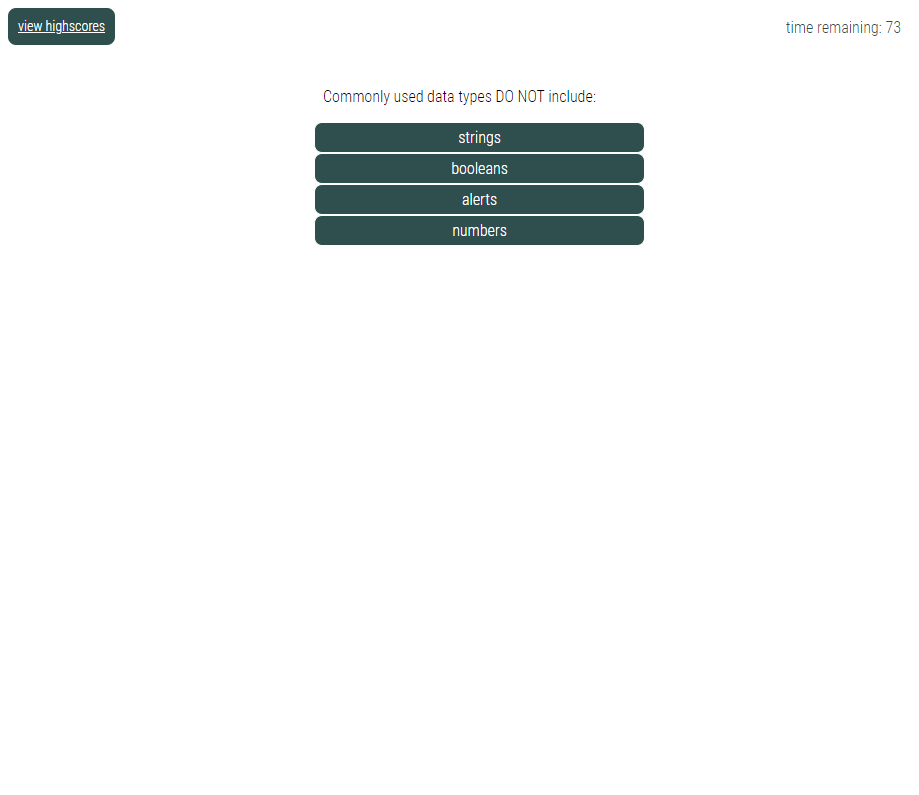 view highscores
time remaining: 73
Commonly used data types DO NOT include:
strings
booleans
alerts
numbers